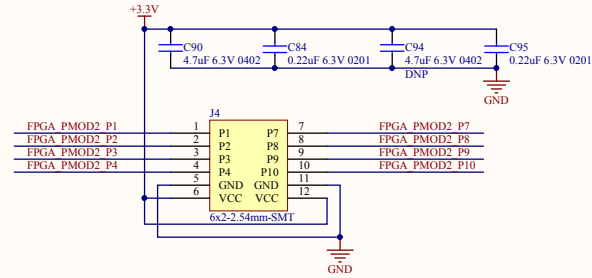 +3.3V
C90
4.7uF 6.3V 0402
C84
0.22uF 6.3V 0201
C94
4.7uF 6.3V 0402
DNP
C95
0.22uF 6.3V 0201
GND
J4
FPGA_PMOD2_P1 1 P1 P7 7 FPGA_PMOD2_P7
FPGA_PMOD2_P2 2 P2 P8 8 FPGA_PMOD2_P8
FPGA_PMOD2_P3 3 P3 P9 9 FPGA_PMOD2_P9
FPGA_PMOD2_P4 4 P4 P10 10 FPGA_PMOD2_P10
5 GND GND 11
6 VCC VCC 12
6x2-2.54mm-SMT
GND